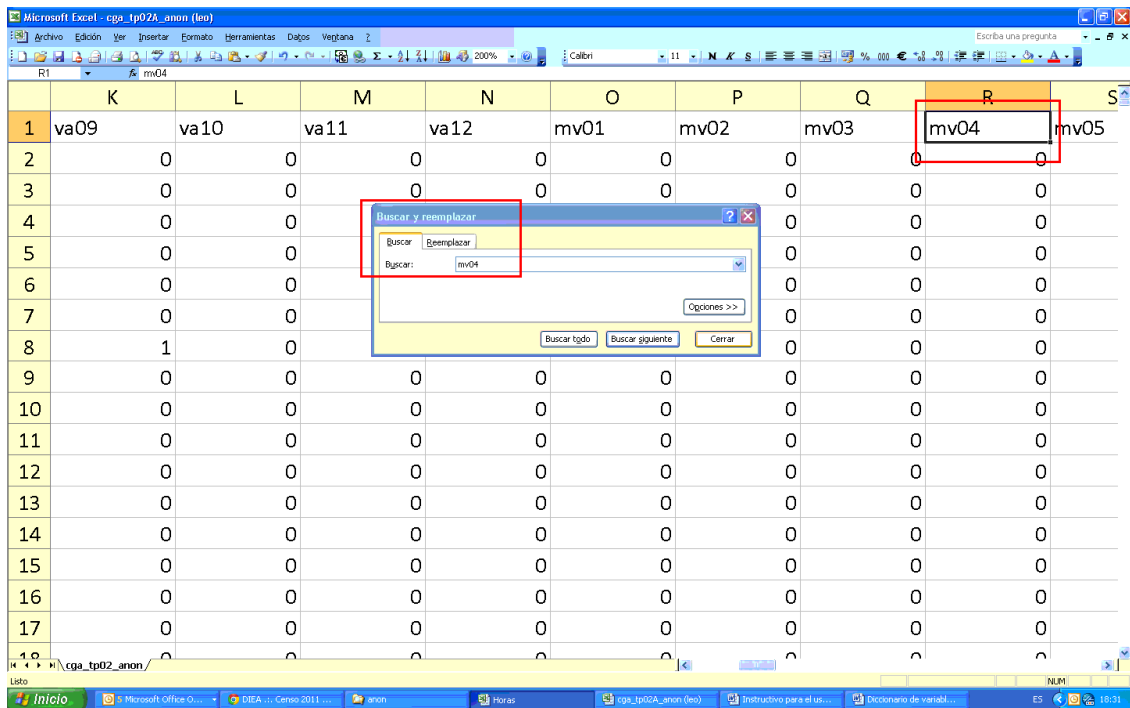 Microsoft Excel - cga_tp02A_anon (leo)
Archivo Edición Ver Insertar Formato Herramientas Datos Ventana ? Escriba una pregunta
200% Calibri 11 N K S % 000 €
R1 fx mv04
K L M N O P Q R S
1 va09 va10 va11 va12 mv01 mv02 mv03 mv04 mv05
2 0 0 0 0 0 0 0 0
3 0 0 0 0 0 0 0 0
4 0 0 0 0 0
5 0 0 0 0 0
6 0 0 0 0 0
7 0 0 0 0 0
8 1 0 0 0 0
9 0 0 0 0 0 0 0 0
10 0 0 0 0 0 0 0 0
11 0 0 0 0 0 0 0 0
12 0 0 0 0 0 0 0 0
13 0 0 0 0 0 0 0 0
14 0 0 0 0 0 0 0 0
15 0 0 0 0 0 0 0 0
16 0 0 0 0 0 0 0 0
17 0 0 0 0 0 0 0 0
18 0 0 0 0 0 0 0 0
Buscar y reemplazar
Buscar Reemplazar
Buscar: mv04
Opciones >>
Buscar todo Buscar siguiente Cerrar
cga_tp02_anon
Listo NUM
Inicio 5 Microsoft Office O... DIEA .:. Censo 2011 ... anon Horas cga_tp02A_anon (leo) Instructivo para el us... Diccionario de variabl... ES 18:31